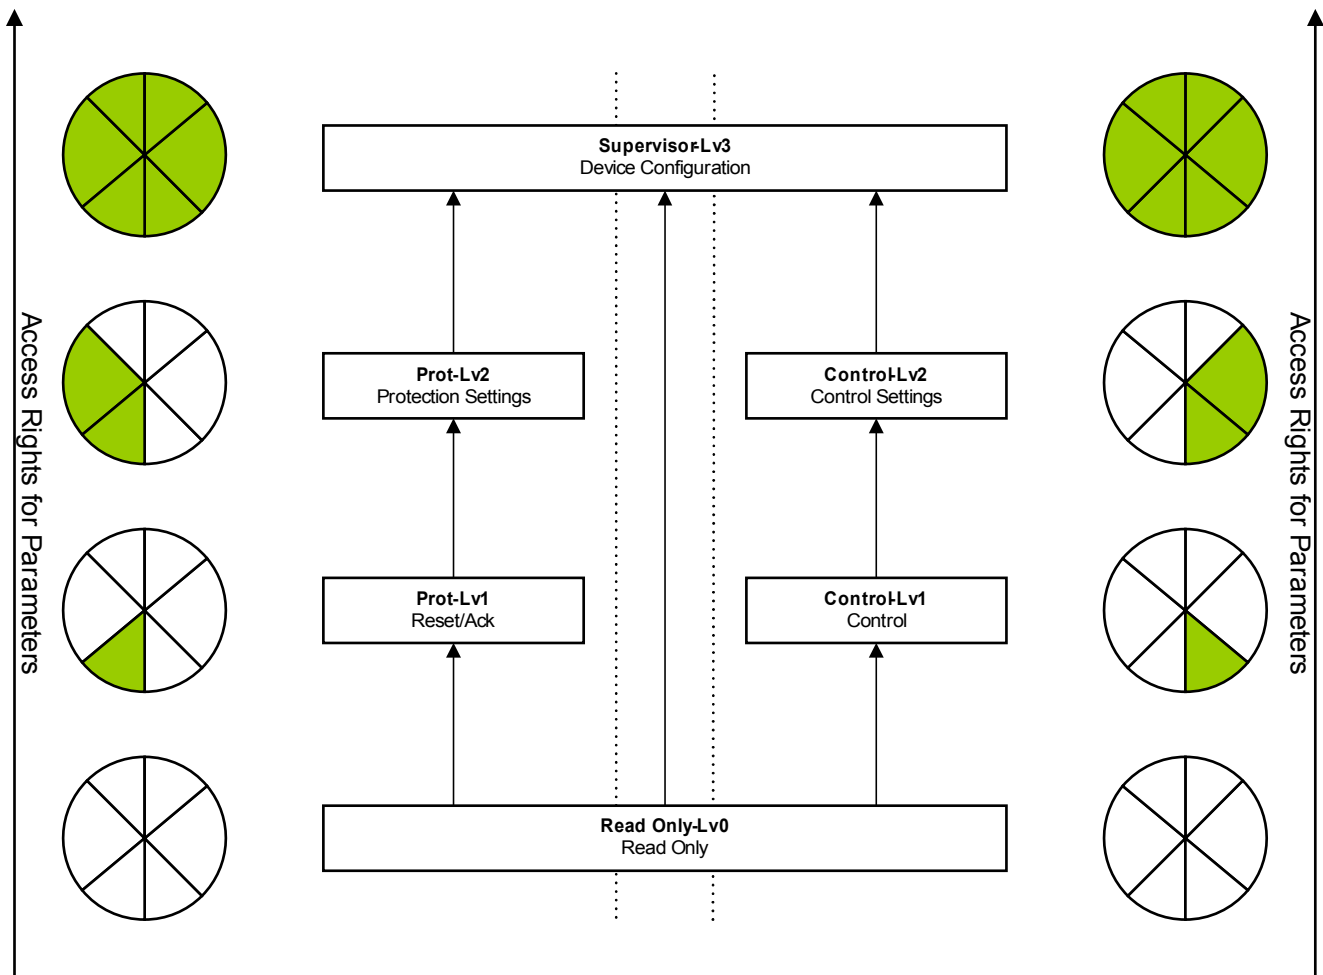 Supervisor-Lv3
Device Configuration
Access Rights for Parameters
Access Rights for Parameters
Prot-Lv2
Protection Settings
Control-Lv2
Control Settings
Prot-Lv1
Reset/Ack
Control-Lv1
Control
Read Only-Lv0
Read Only